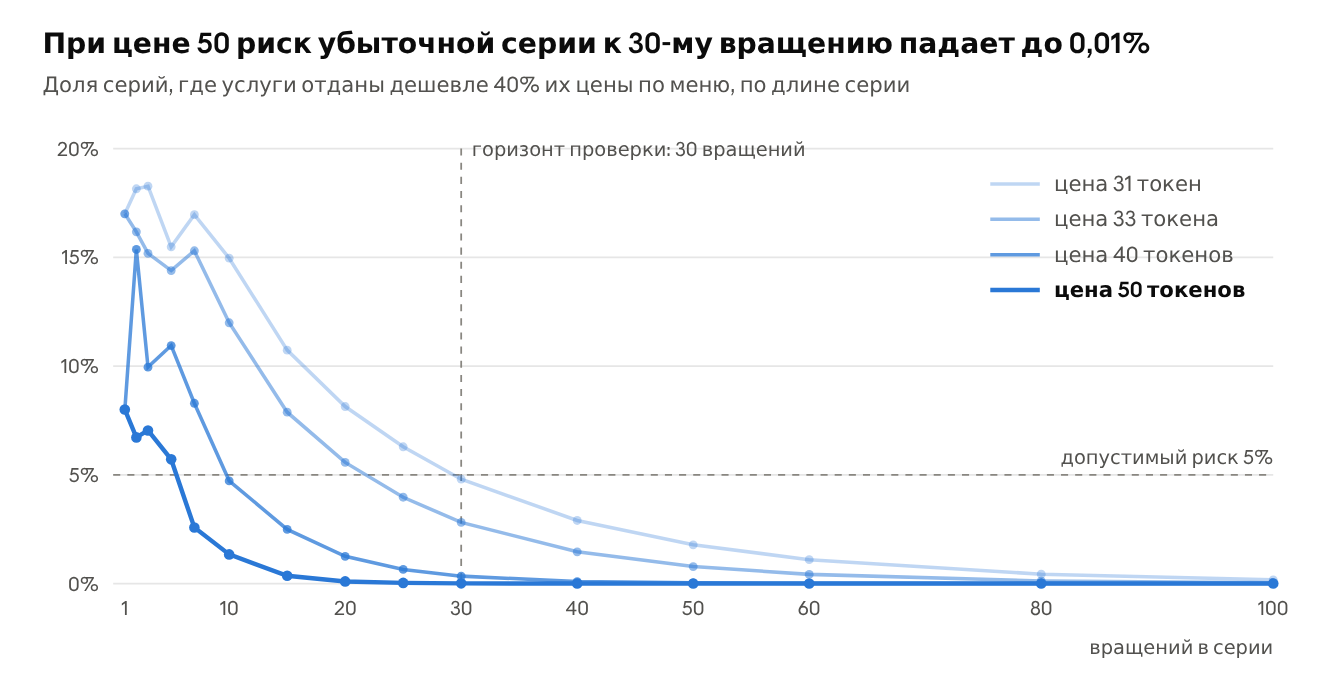 При цене 50 риск убыточной серии к 30-му вращению падает до 0,01%
Доля серий, где услуги отданы дешевле 40% их цены по меню, по длине серии
20%
горизонт проверки: 30 вращений
цена 31 токен
цена 33 токена
15%
цена 40 токенов
цена 50 токенов
10%
допустимый риск 5%
5%
0%
1 10 20 30 40 50 60 80 100
вращений в серии